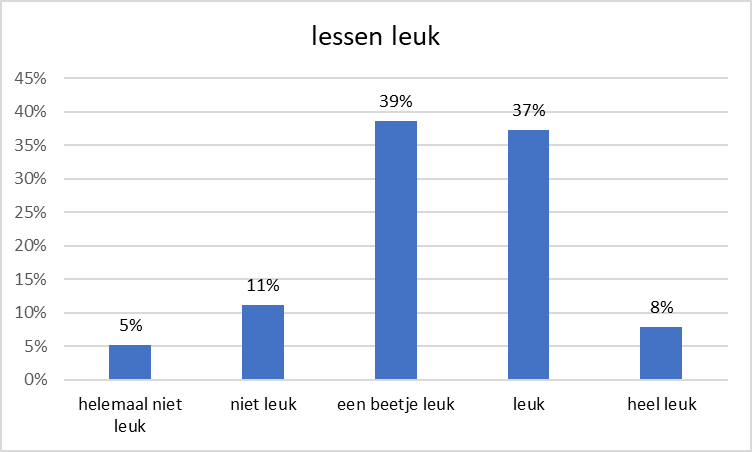 lessen leuk
45%
40%
35%
30%
25%
20%
15%
10%
5%
0%
5%
11%
39%
37%
8%
helemaal niet
leuk
niet leuk
een beetje leuk
leuk
heel leuk